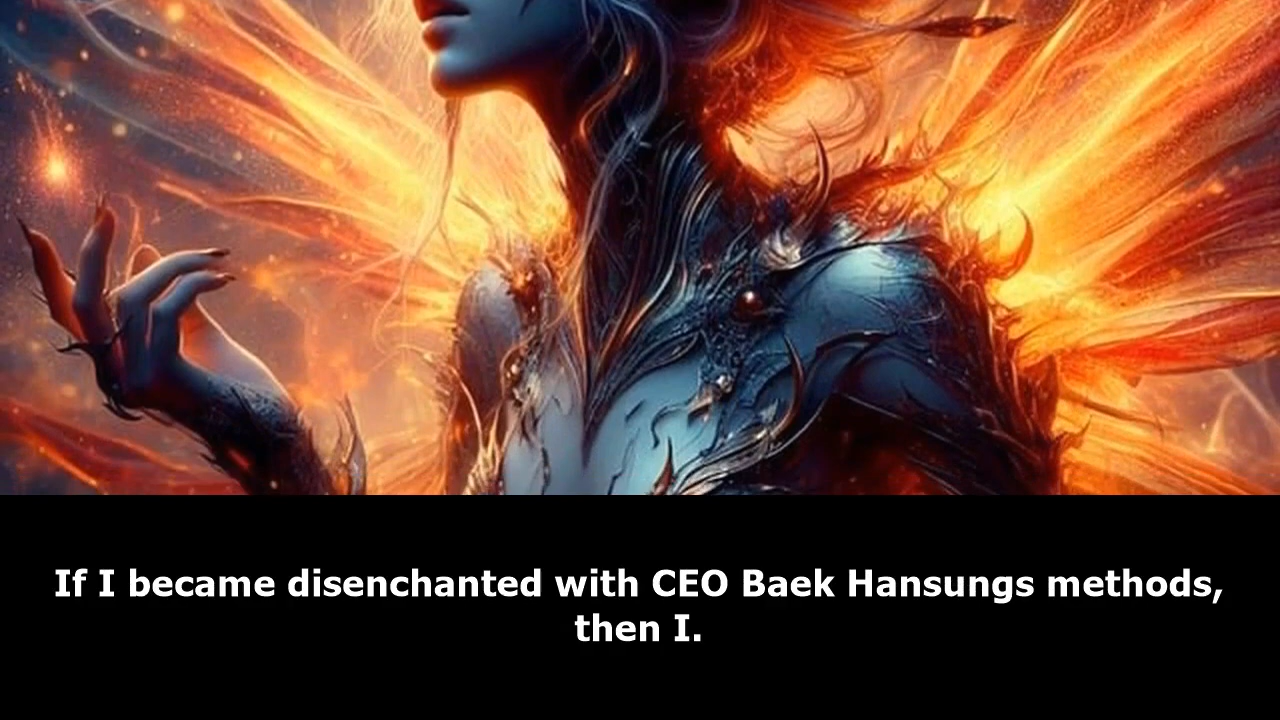 If I became disenchanted with CEO Baek Hansungs methods,
then I.